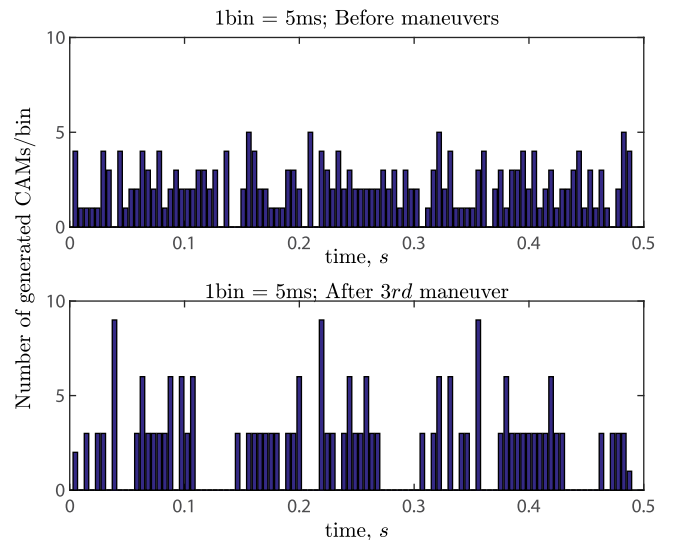 1bin = 5ms; Before maneuvers
10
5
0
0 0.1 0.2 0.3 0.4 0.5
time, s
Number of generated CAMs/bin
1bin = 5ms; After 3rd maneuver
10
5
0
0 0.1 0.2 0.3 0.4 0.5
time, s